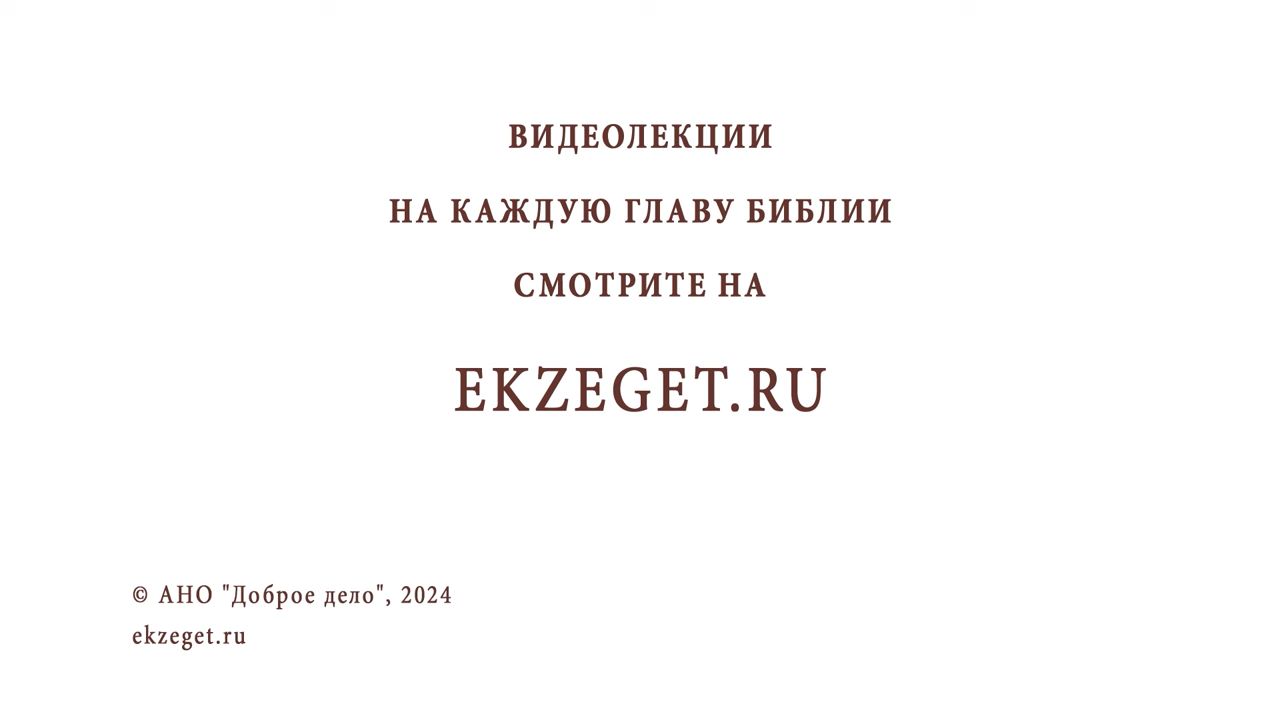 ВИДЕОЛЕКЦИИ
НА КАЖДУЮ ГЛАВУ БИБЛИИ
СМОТРИТЕ НА
EKZEGET.RU
© АНО "Доброе дело", 2024
ekzeget.ru